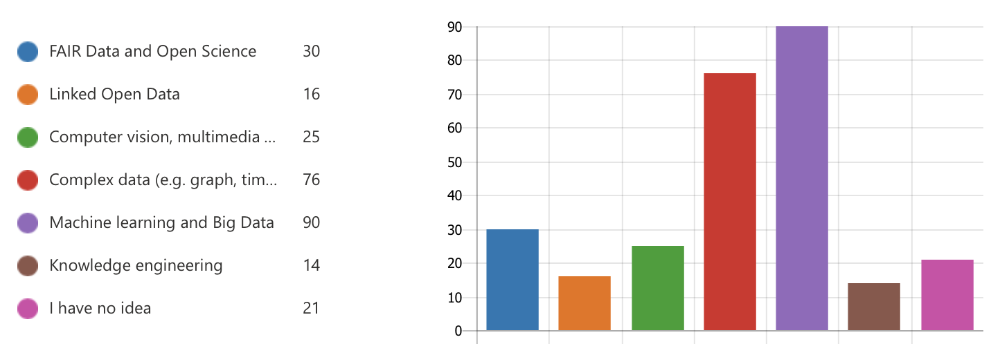 FAIR Data and Open Science 30
Linked Open Data 16
Computer vision, multimedia ... 25
Complex data (e.g. graph, tim... 76
Machine learning and Big Data 90
Knowledge engineering 14
I have no idea 21
90
80
70
60
50
40
30
20
10
0